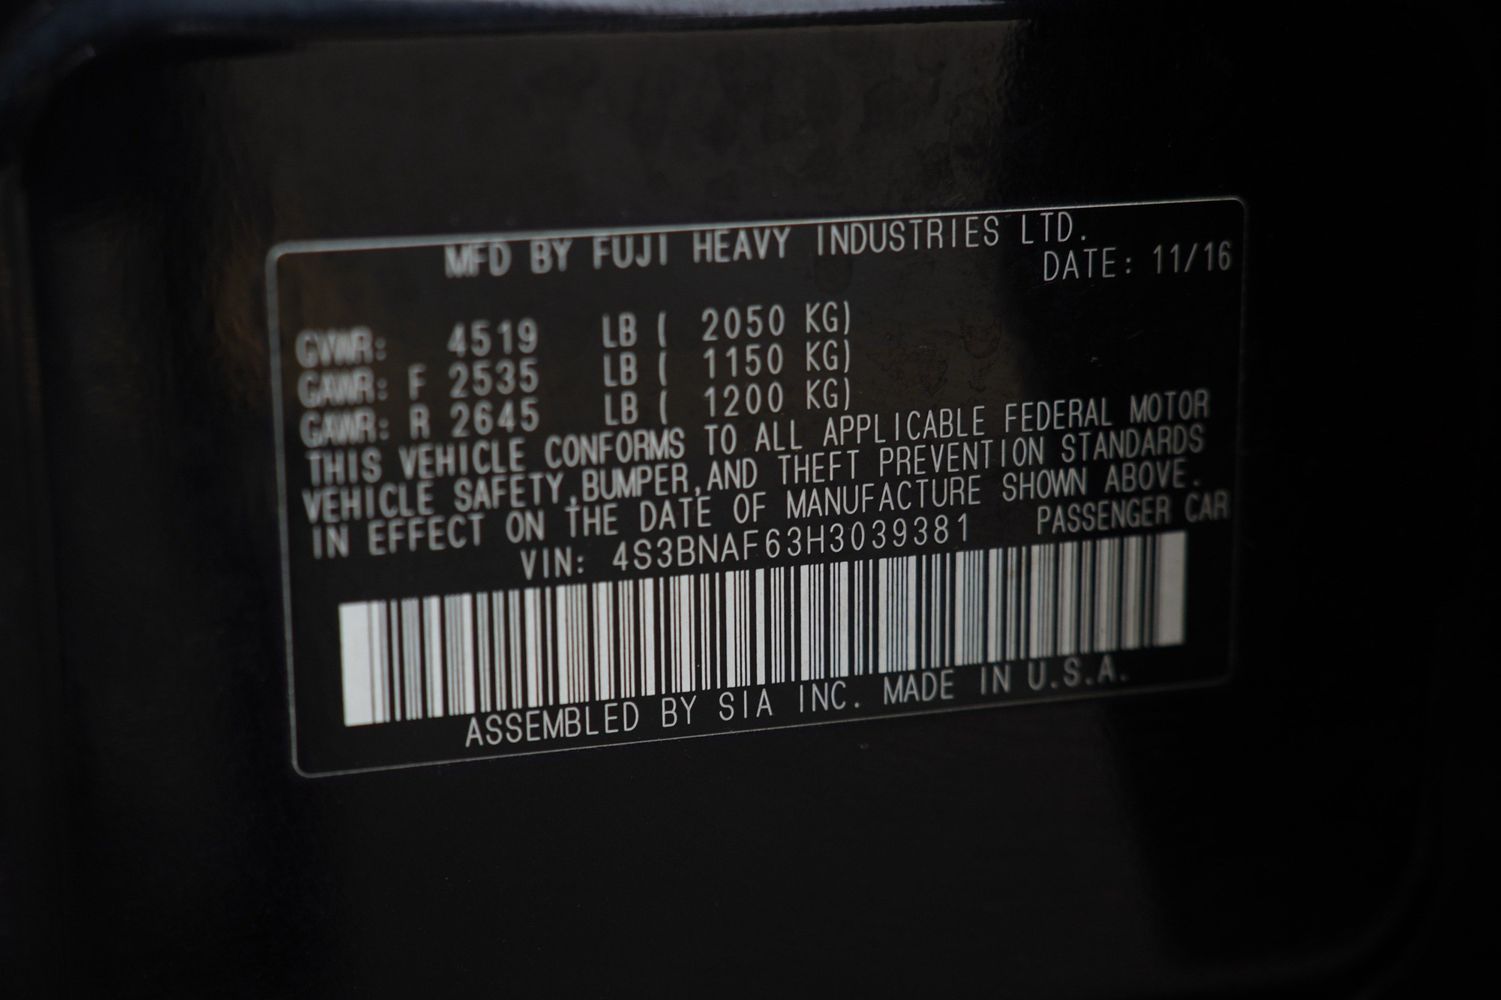 MFD BY FUJI HEAVY INDUSTRIES LTD.
DATE: 11/16
GVWR: 4519 LB ( 2050 KG)
GAWR: F 2535 LB ( 1150 KG)
GAWR: R 2645 LB ( 1200 KG)
THIS VEHICLE CONFORMS TO ALL APPLICABLE FEDERAL MOTOR
VEHICLE SAFETY,BUMPER,AND THEFT PREVENTION STANDARDS
IN EFFECT ON THE DATE OF MANUFACTURE SHOWN ABOVE.
VIN: 4S3BNAF63H3039381 PASSENGER CAR
ASSEMBLED BY SIA INC. MADE IN U.S.A.